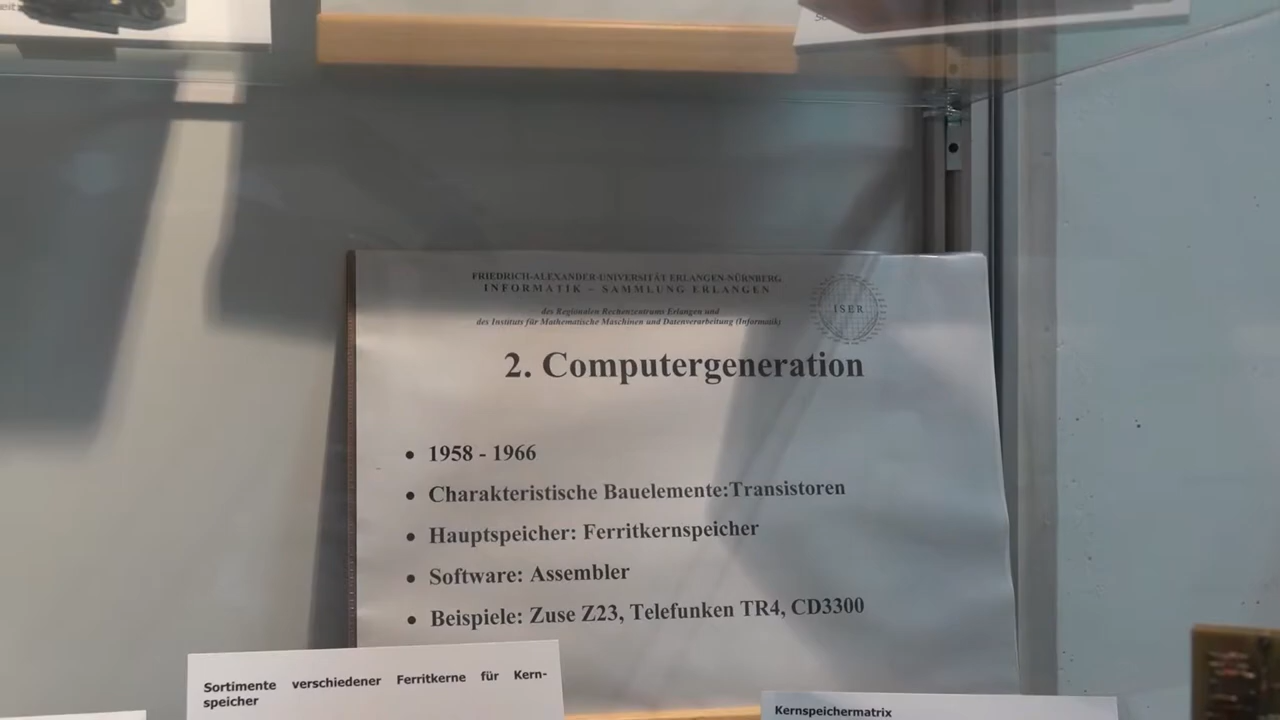 FRIEDRICH-ALEXANDER-UNIVERSITÄT ERLANGEN-NÜRNBERG
INFORMATIK – SAMMLUNG ERLANGEN
des Regionalen Rechenzentrums Erlangen und
des Instituts für Mathematische Maschinen und Datenverarbeitung (Informatik)
ISER
2. Computergeneration
• 1958 - 1966
• Charakteristische Bauelemente:Transistoren
• Hauptspeicher: Ferritkernspeicher
• Software: Assembler
• Beispiele: Zuse Z23, Telefunken TR4, CD3300
Sortimente verschiedener Ferritkerne für Kern-
speicher
Kernspeichermatrix